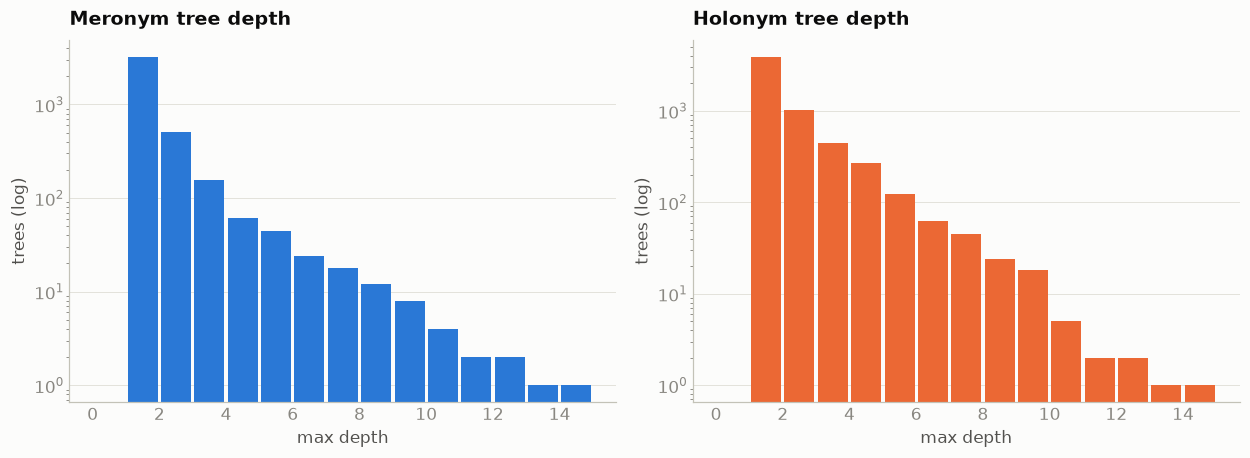 Meronym tree depth
trees (log)
10³
10²
10¹
10⁰
0 2 4 6 8 10 12 14
max depth
Holonym tree depth
trees (log)
10³
10²
10¹
10⁰
0 2 4 6 8 10 12 14
max depth